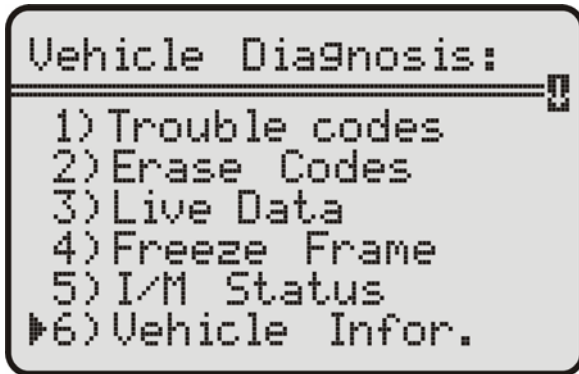 Vehicle Diagnosis:
1) Trouble codes
2) Erase Codes
3) Live Data
4) Freeze Frame
5) I/M Status
6) Vehicle Infor.